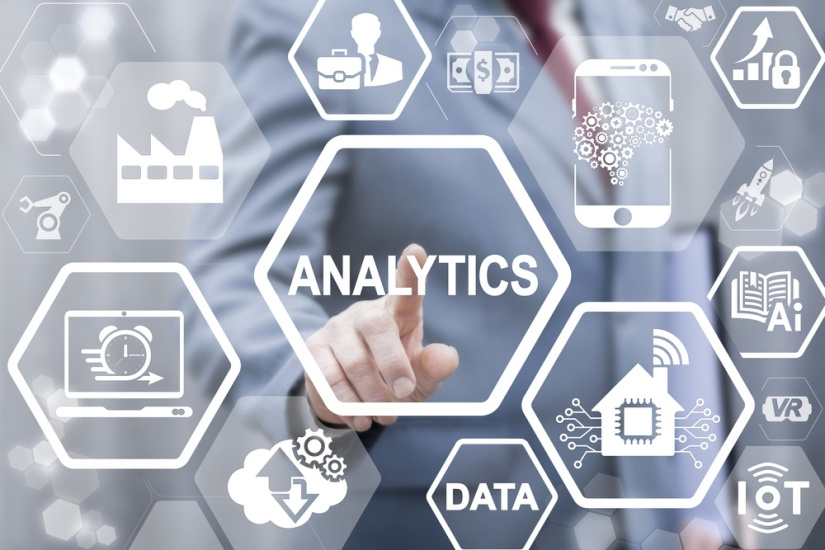 $
ANALYTICS
Ai
VR
DATA
IoT